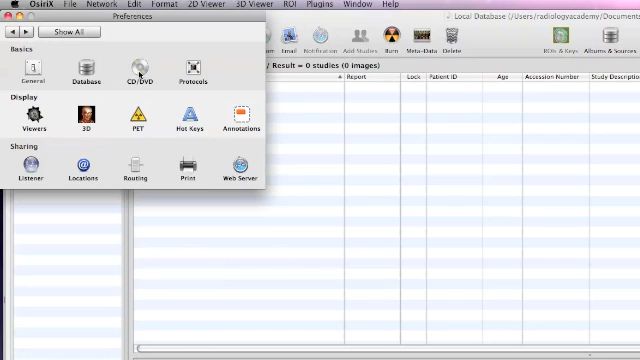 OsiriX File Network Edit Format 2D Viewer 3D Viewer ROI Plugins Window Help
Preferences
Show All
Basics
General Database CD/DVD Protocols
Display
Viewers 3D PET Hot Keys Annotations
Sharing
Listener Locations Routing Print Web Server
Local Database (/Users/radiologyacademy/Documents
Email Notification Add Studies Burn Meta-Data Delete ROIs & Keys Albums & Sources
/ Result = 0 studies (0 images)
Report Lock Patient ID Age Accession Number Study Description